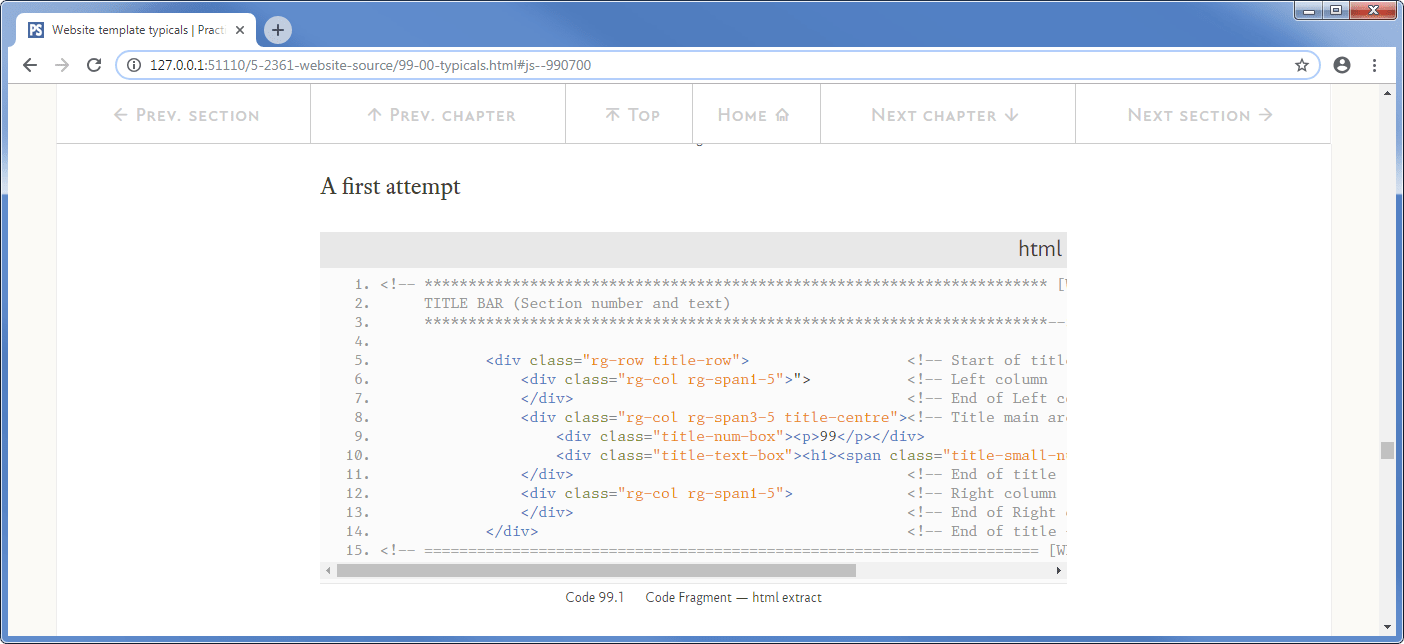 PS Website template typicals | Practi
127.0.0.1:51110/5-2361-website-source/99-00-typicals.html#js--990700
← Prev. section ↑ Prev. chapter Top Home Next chapter ↓ Next section →
A first attempt
html
1. <!-- *********************************************************************** [W
2. TITLE BAR (Section number and text)
3. ***********************************************************************--
4.
5. <div class="rg-row title-row"> <!-- Start of title
6. <div class="rg-col rg-span1-5">"> <!-- Left column
7. </div> <!-- End of Left co
8. <div class="rg-col rg-span3-5 title-centre"><!-- Title main are
9. <div class="title-num-box"><p>99</p></div>
10. <div class="title-text-box"><h1><span class="title-small-nu
11. </div> <!-- End of title
12. <div class="rg-col rg-span1-5"> <!-- Right column
13. </div> <!-- End of Right c
14. </div> <!-- End of title
15. <!-- ====================================================================== [W
Code 99.1 Code Fragment — html extract